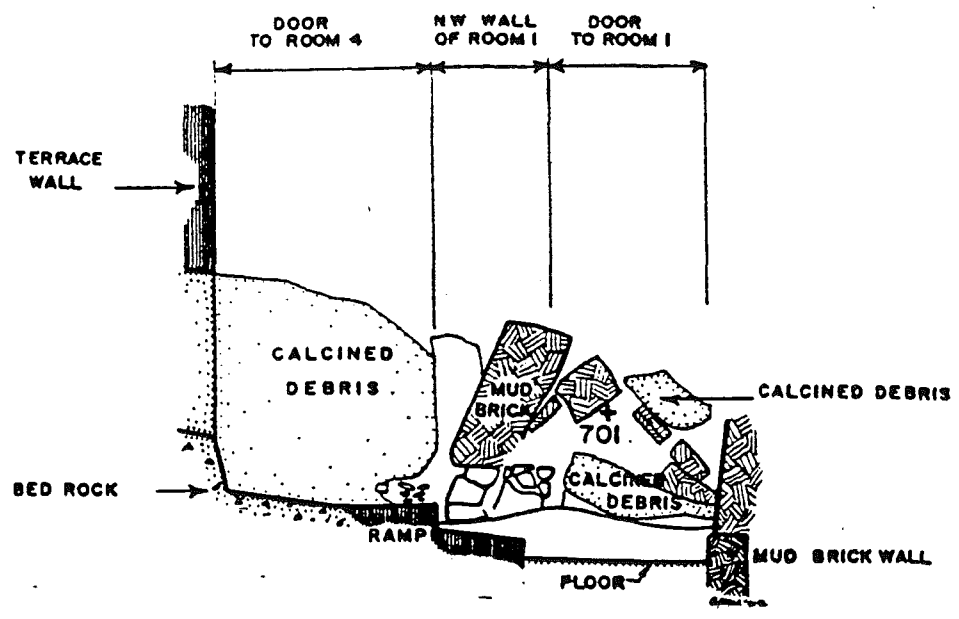 DOOR
TO ROOM 4
NW WALL
OF ROOM 1
DOOR
TO ROOM 1
TERRACE
WALL
CALCINED
DEBRIS
MUD
BRICK
CALCINED DEBRIS
701
CALCINED
DEBRIS
BED ROCK
RAMP
MUD BRICK WALL
FLOOR